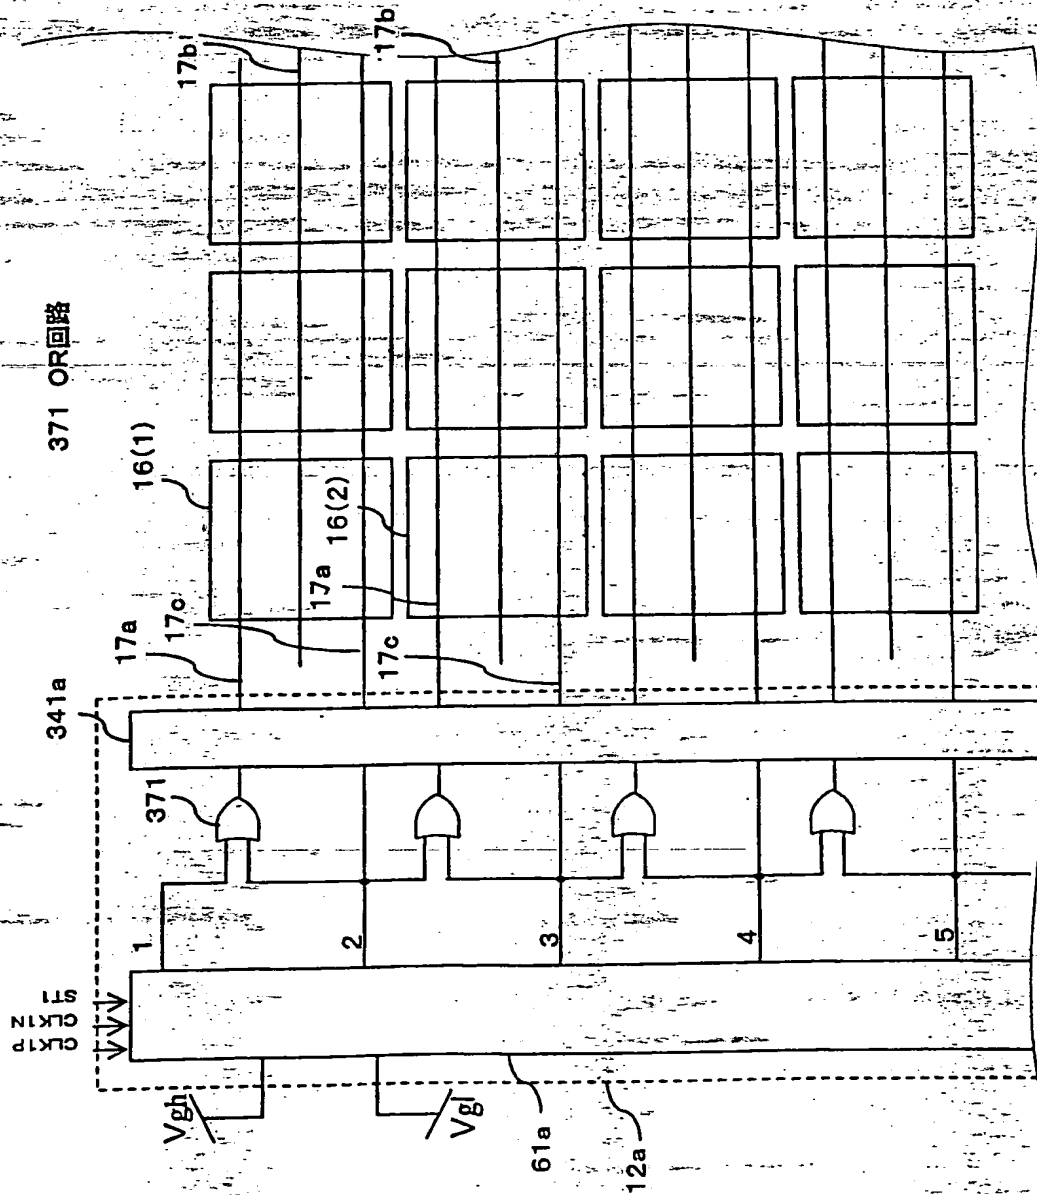 371 OR回路
CLK1P
CLK1N
ST1
Vgh
Vgl
61a
12a
341a
371
1
2
3
4
5
17a
17c
17a
17c
16(1)
16(2)
17b
17b